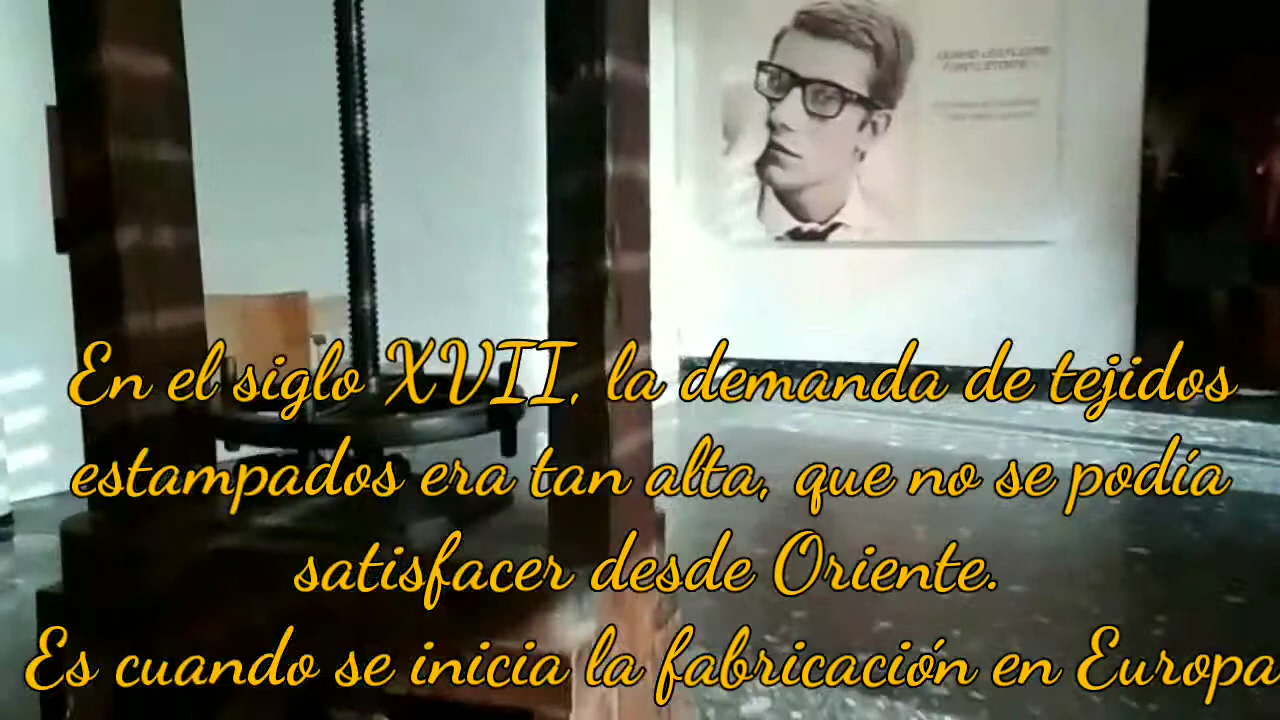 En el siglo XVII, la demanda de tejidos
estampados era tan alta, que no se podía
satisfacer desde Oriente.
Es cuando se inicia la fabricación en Europa